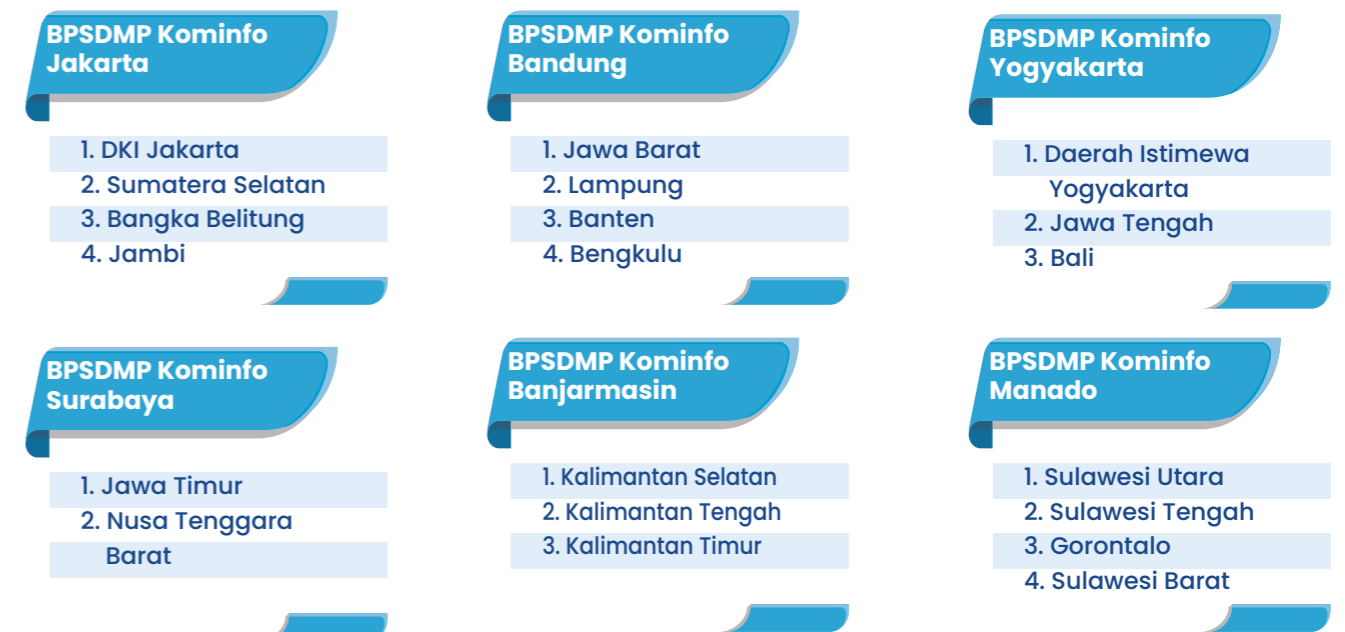 BPSDMP Kominfo
Jakarta
1. DKI Jakarta
2. Sumatera Selatan
3. Bangka Belitung
4. Jambi
BPSDMP Kominfo
Bandung
1. Jawa Barat
2. Lampung
3. Banten
4. Bengkulu
BPSDMP Kominfo
Yogyakarta
1. Daerah Istimewa
Yogyakarta
2. Jawa Tengah
3. Bali
BPSDMP Kominfo
Surabaya
1. Jawa Timur
2. Nusa Tenggara
Barat
BPSDMP Kominfo
Banjarmasin
1. Kalimantan Selatan
2. Kalimantan Tengah
3. Kalimantan Timur
BPSDMP Kominfo
Manado
1. Sulawesi Utara
2. Sulawesi Tengah
3. Gorontalo
4. Sulawesi Barat